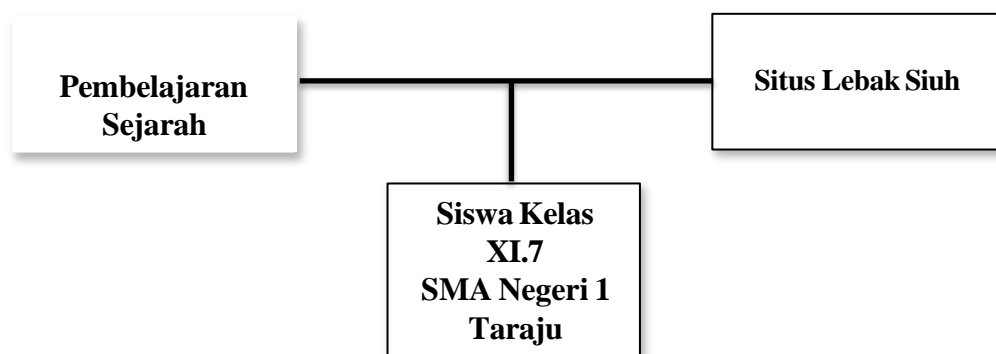 Pembelajaran
Sejarah
Situs Lebak Siuh
Siswa Kelas
XI.7
SMA Negeri 1
Taraju